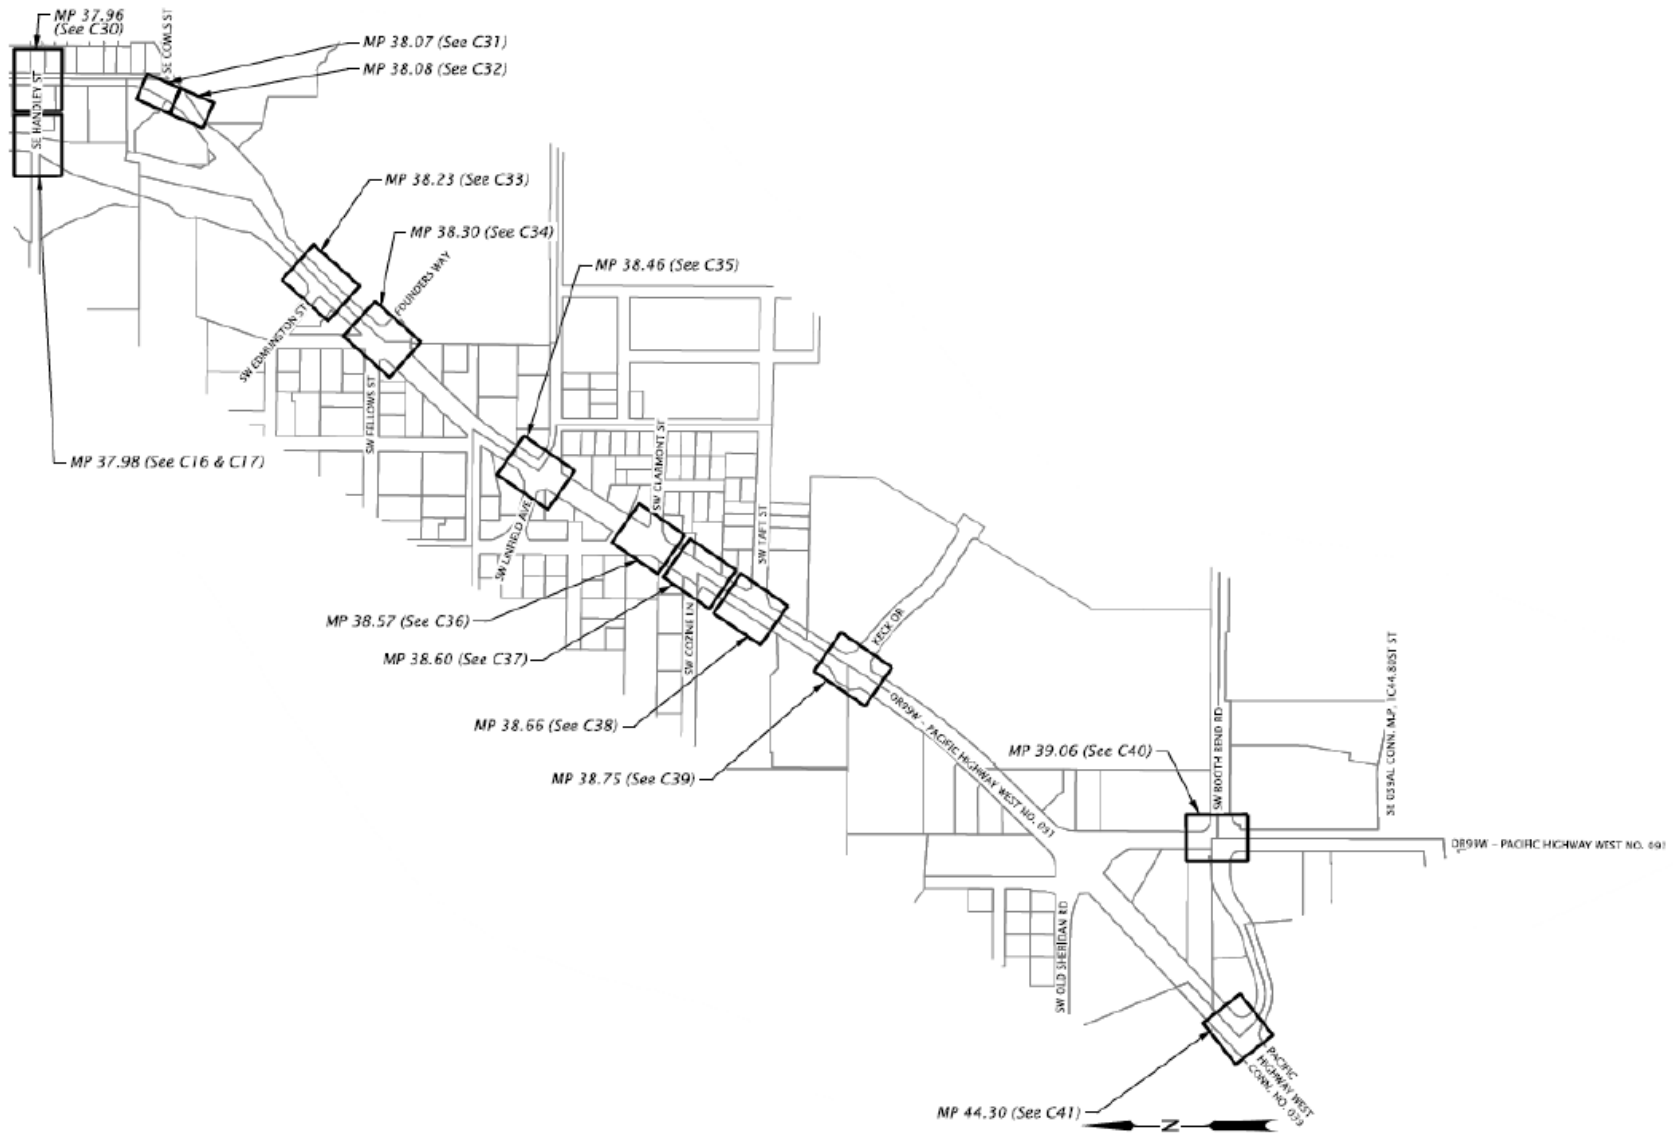 MP 37.96
(See C30)
SE COWLS ST
MP 38.07 (See C31)
MP 38.08 (See C32)
SE HANDLEY ST
MP 38.23 (See C33)
MP 38.30 (See C34)
FOUNDERS WAY
MP 38.46 (See C35)
SW EDMUNSTON ST
SW FELLOWS ST
MP 37.98 (See C16 & C17)
SW CLARMONT ST
SW LINFIELD AVE
SW TAFT ST
MP 38.57 (See C36)
MP 38.60 (See C37)
SW COZINE LN
KECK DR
MP 38.66 (See C38)
MP 38.75 (See C39)
OR99W - PACIFIC HIGHWAY WEST NO. 091
MP 39.06 (See C40)
SW BOOTH BEND RD
OR99W - PACIFIC HIGHWAY WEST NO. 091
SW OLD SHERIDAN RD
PACIFIC
HIGHWAY WEST
CONN. NO. 039
MP 44.30 (See C41)
N